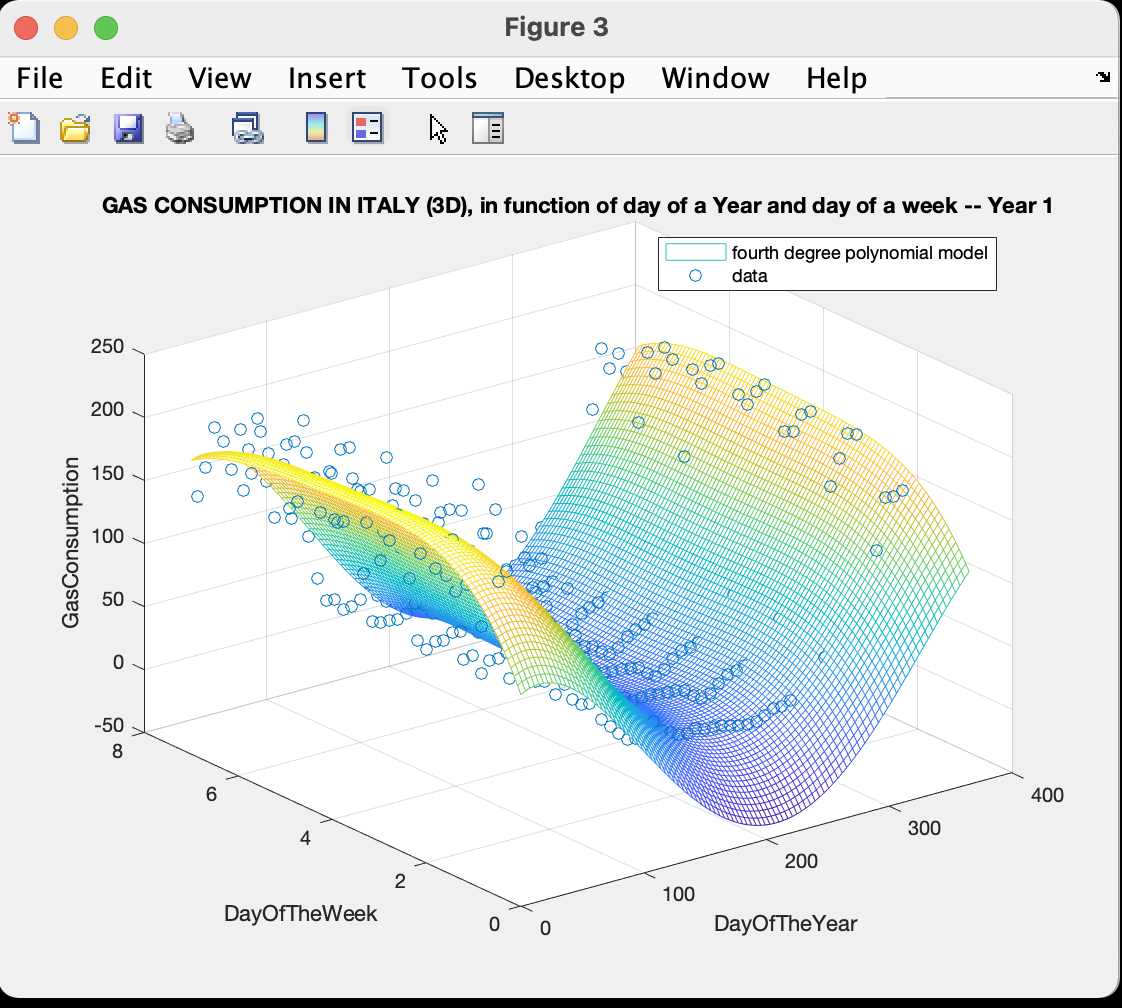 Figure 3
File Edit View Insert Tools Desktop Window Help
GAS CONSUMPTION IN ITALY (3D), in function of day of a Year and day of a week -- Year 1
fourth degree polynomial model
data
250
200
150
100
50
0
-50
GasConsumption
8
6
4
2
0
DayOfTheWeek
0
100
200
300
400
DayOfTheYear